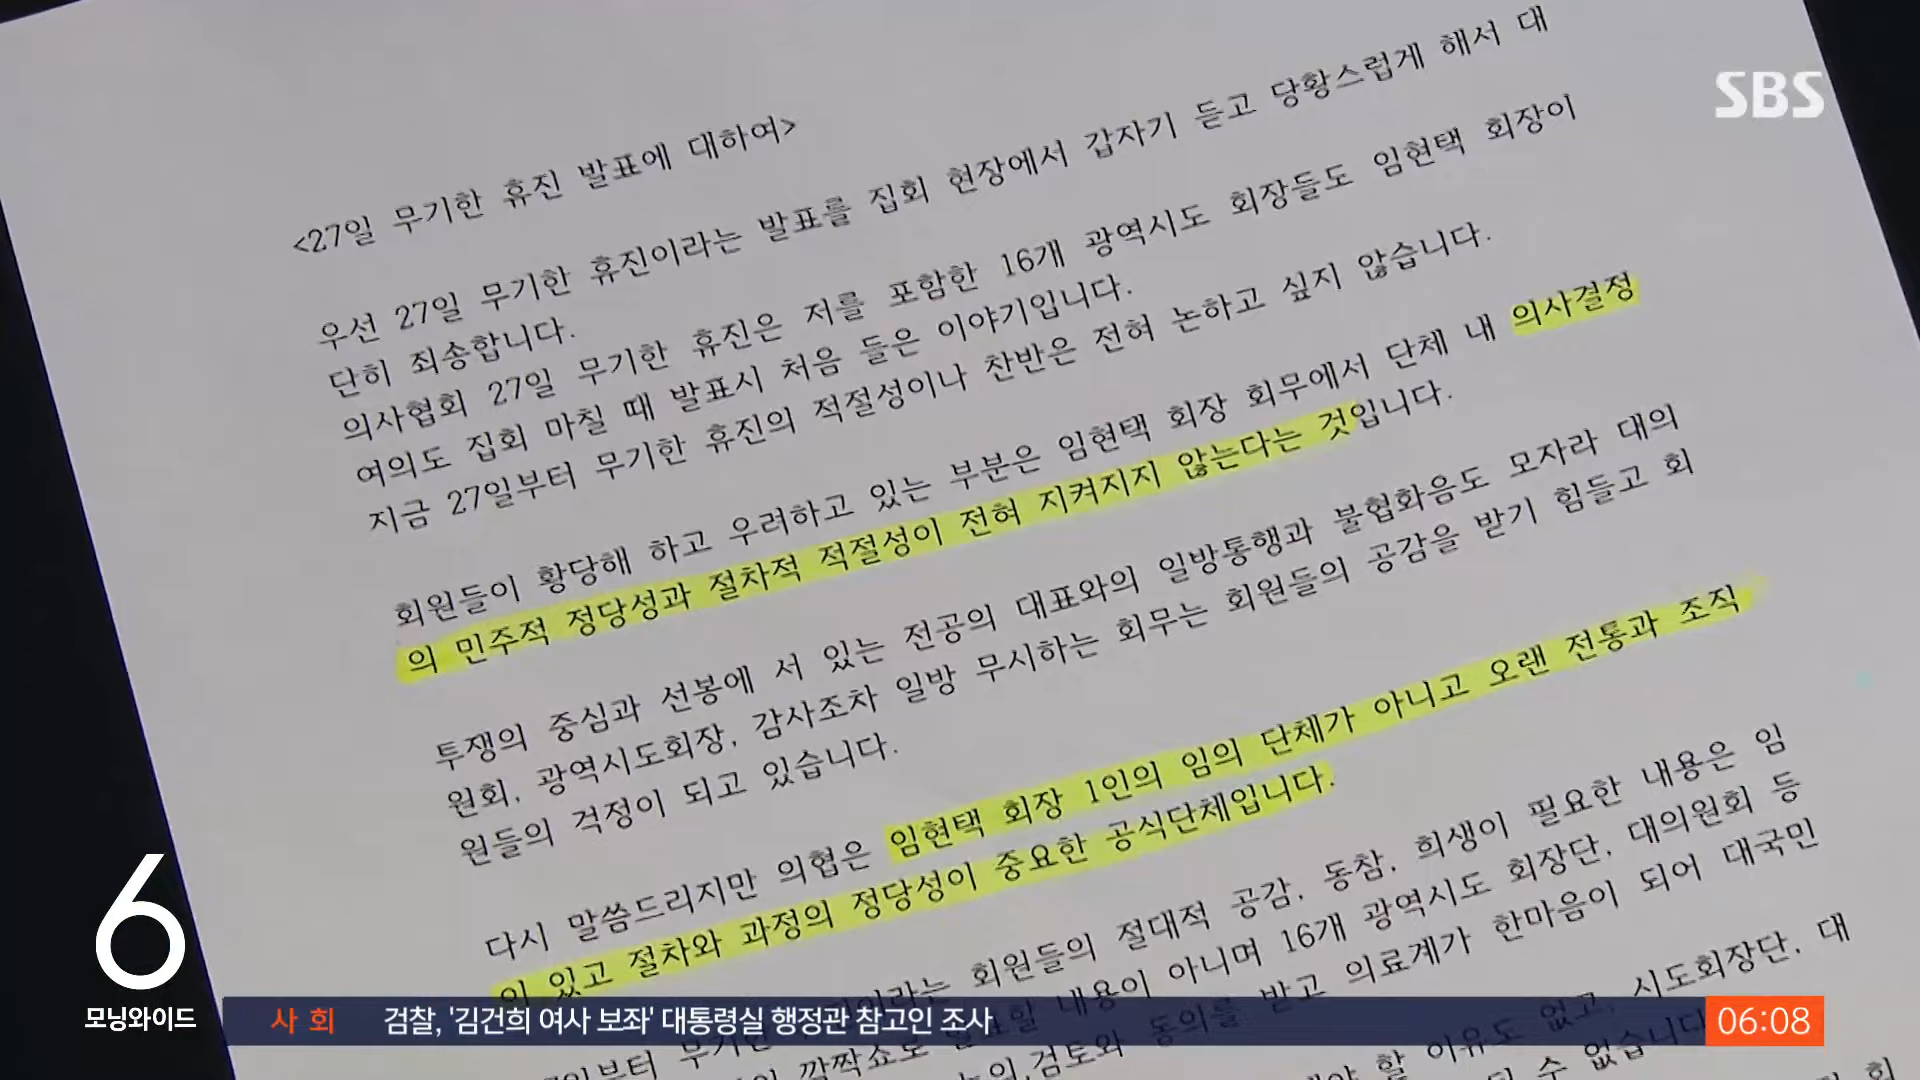 SBS
<27일 무기한 휴진 발표에 대하여>
우선 27일 무기한 휴진이라는 발표를 집회 현장에서 갑자기 듣고 당황스럽게 해서 대
단히 죄송합니다.
의사협회 27일 무기한 휴진은 저를 포함한 16개 광역시도 회장들도 임현택 회장이
여의도 집회 마칠 때 발표시 처음 들은 이야기입니다.
지금 27일부터 무기한 휴진의 적절성이나 찬반은 전혀 논하고 싶지 않습니다.
회원들이 황당해 하고 우려하고 있는 부분은 임현택 회장 회무에서 단체 내 의사결정
의 민주적 정당성과 절차적 적절성이 전혀 지켜지지 않는다는 것입니다.
투쟁의 중심과 선봉에 서 있는 전공의 대표와의 일방통행과 불협화음도 모자라 대의
원회, 광역시도회장, 감사조차 일방 무시하는 회무는 회원들의 공감을 받기 힘들고 회
원들의 걱정이 되고 있습니다.
다시 말씀드리지만 의협은 임현택 회장 1인의 임의 단체가 아니고 오랜 전통과 조직
이 있고 절차와 과정의 정당성이 중요한 공식단체입니다.
회원들의 절대적 공감, 동참, 희생이 필요한 내용은 임
내용이 아니며 16개 광역시도 회장단, 대의원회 등
동의를 받고 의료계가 한마음이 되어 대국민
할 이유도 없고, 시도회장단, 대
수 없습니다
6
모닝와이드
사회 검찰, '김건희 여사 보좌' 대통령실 행정관 참고인 조사
06:08